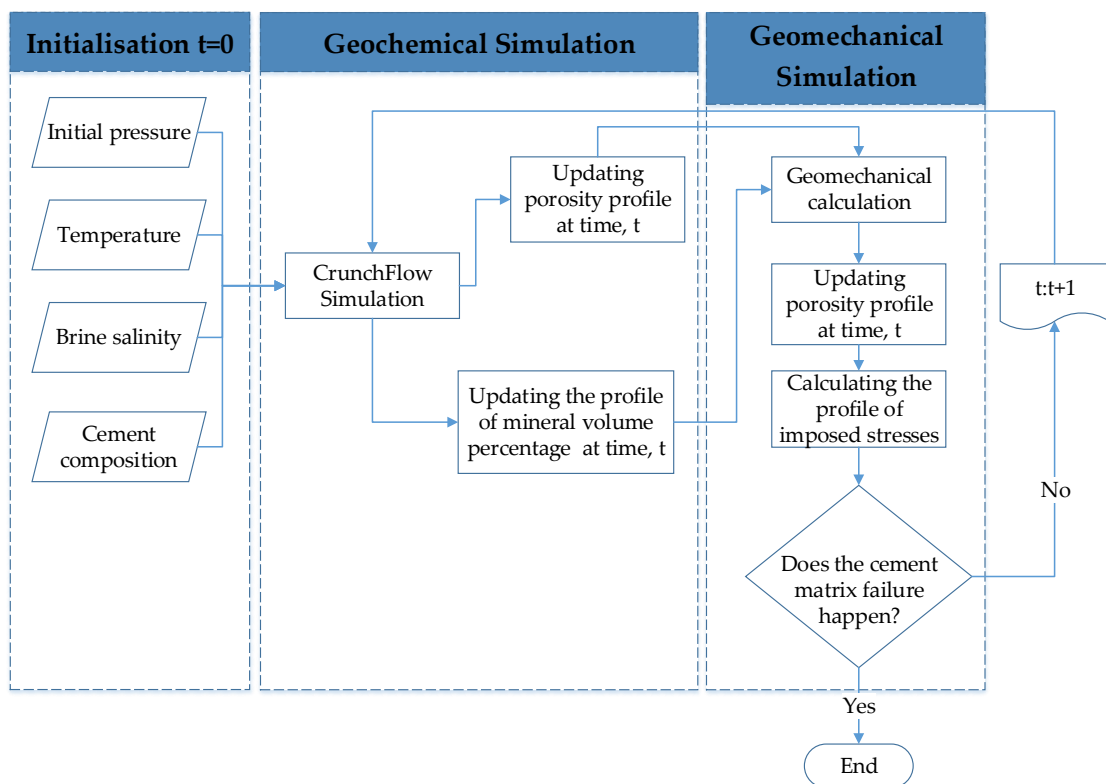 Initialisation t=0
Geochemical Simulation
Geomechanical
Simulation
Initial pressure
Temperature
Brine salinity
Cement
composition
CrunchFlow
Simulation
Updating
porosity profile
at time, t
Updating the profile
of mineral volume
percentage at time, t
Geomechanical
calculation
Updating
porosity profile
at time, t
Calculating the
profile of
imposed stresses
Does the cement
matrix failure
happen?
t:t+1
No
Yes
End